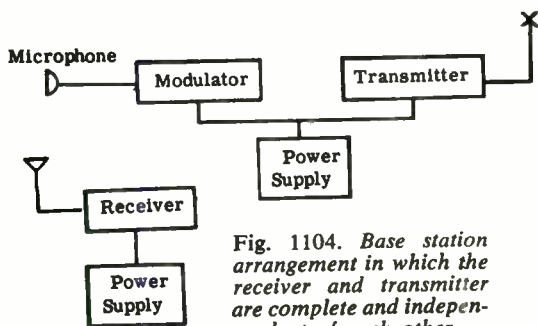 Microphone
Modulator
Transmitter
Power
Supply
Receiver
Power
Supply
Fig. 1104. Base station
arrangement in which the
receiver and transmitter
are complete and indepen-